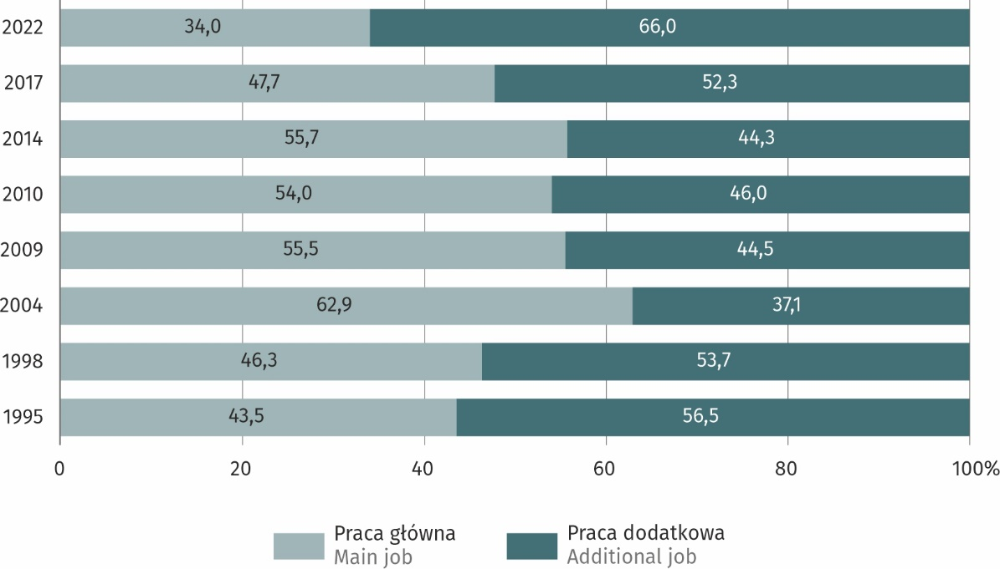 2022 34,0 66,0
2017 47,7 52,3
2014 55,7 44,3
2010 54,0 46,0
2009 55,5 44,5
2004 62,9 37,1
1998 46,3 53,7
1995 43,5 56,5
0 20 40 60 80 100%
Praca główna Praca dodatkowa
Main job Additional job